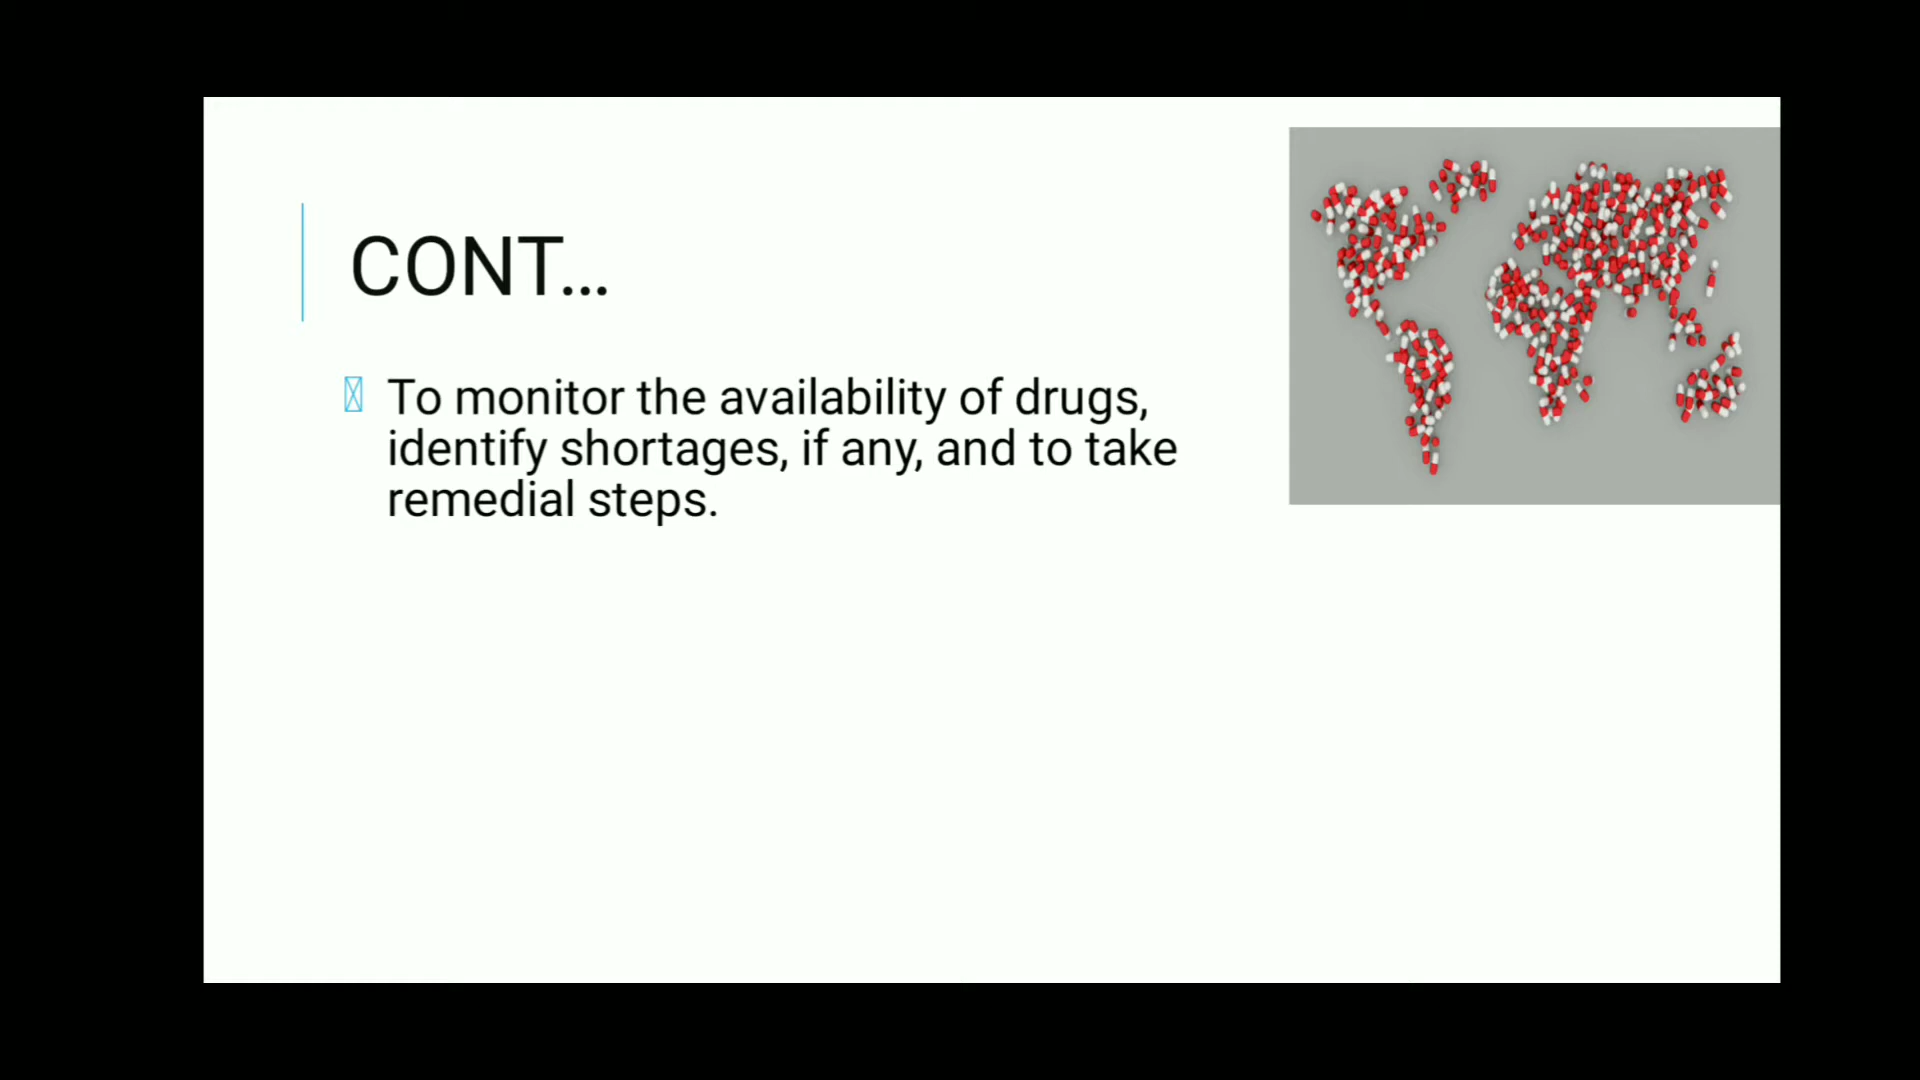 CONT...
To monitor the availability of drugs,
identify shortages, if any, and to take
remedial steps.